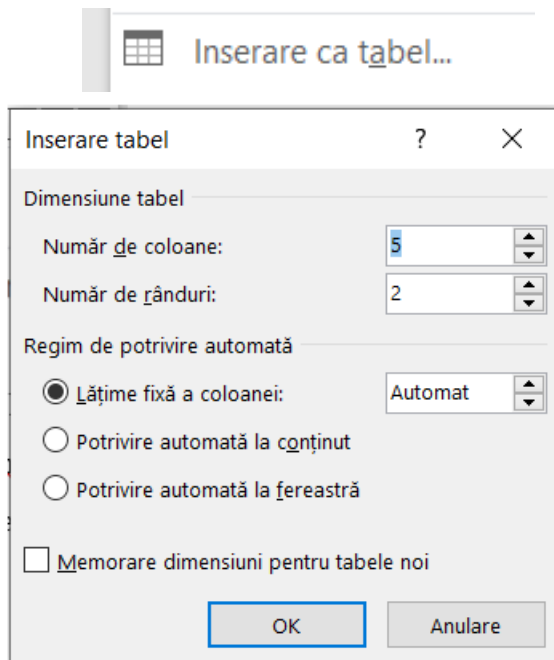 Inserare ca tabel...
Inserare tabel ? ×
Dimensiune tabel
Număr de coloane: 5
Număr de rânduri: 2
Regim de potrivire automată
Lățime fixă a coloanei: Automat
Potrivire automată la conținut
Potrivire automată la fereastră
Memorare dimensiuni pentru tabele noi
OK Anulare